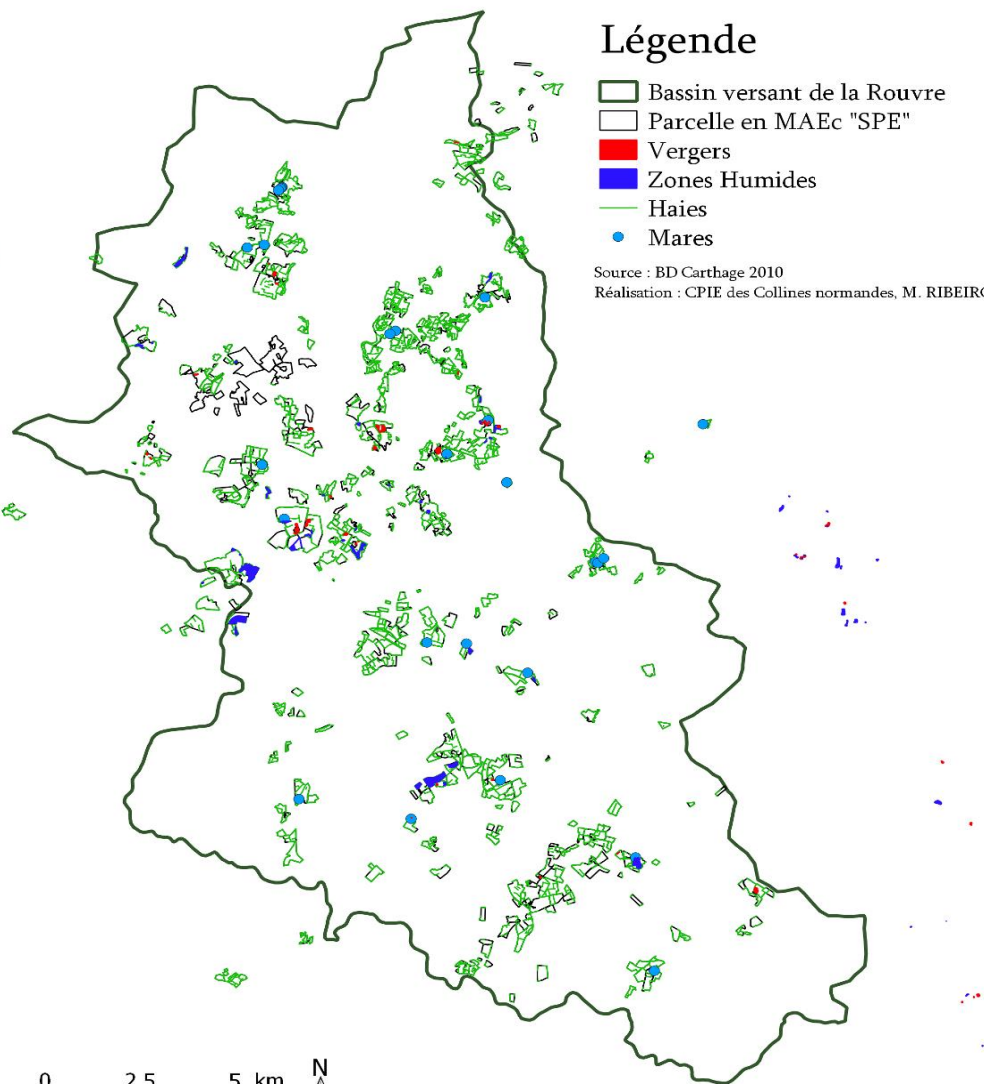 Légende
Bassin versant de la Rouvre
Parcelle en MAEc "SPE"
Vergers
Zones Humides
Haies
Mares
Source : BD Carthage 2010
Réalisation : CPIE des Collines normandes, M. RIBEIRO
0 2.5 5 km N